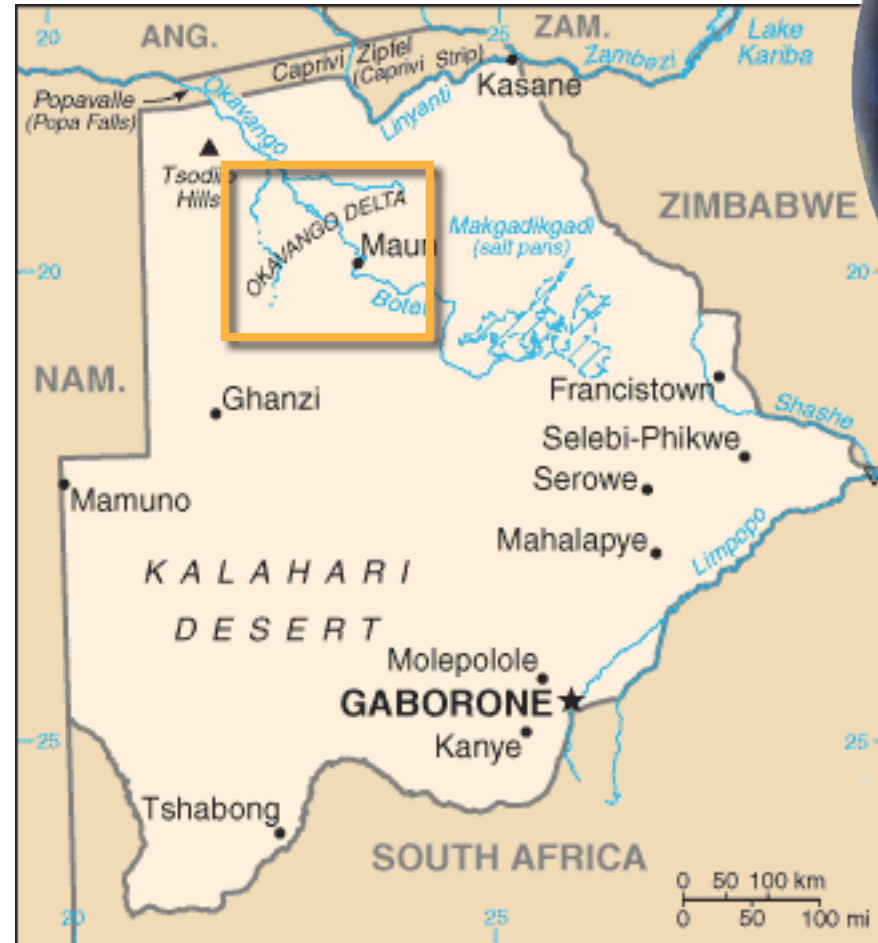 20
ANG.
25
ZAM.
Lake
Kariba
Zambezi
Caprivi Zipfel
(Caprivi Strip)
Kasane
Popavalle
(Popa Falls)
Okavango
Linyanti
Tsodilo
Hills
ZIMBABWE
OKAVANGO DELTA
Makgadikgadi
(salt pans)
Maun
20
20
Botei
NAM.
Ghanzi
Francistown
Shashe
Selebi-Phikwe
Serowe
Mamuno
Mahalapye
Limpopo
KALAHARI
DESERT
Molepolole
GABORONE
Kanye
25
25
Tshabong
SOUTH AFRICA
0 50 100 km
0 50 100 mi
20
25